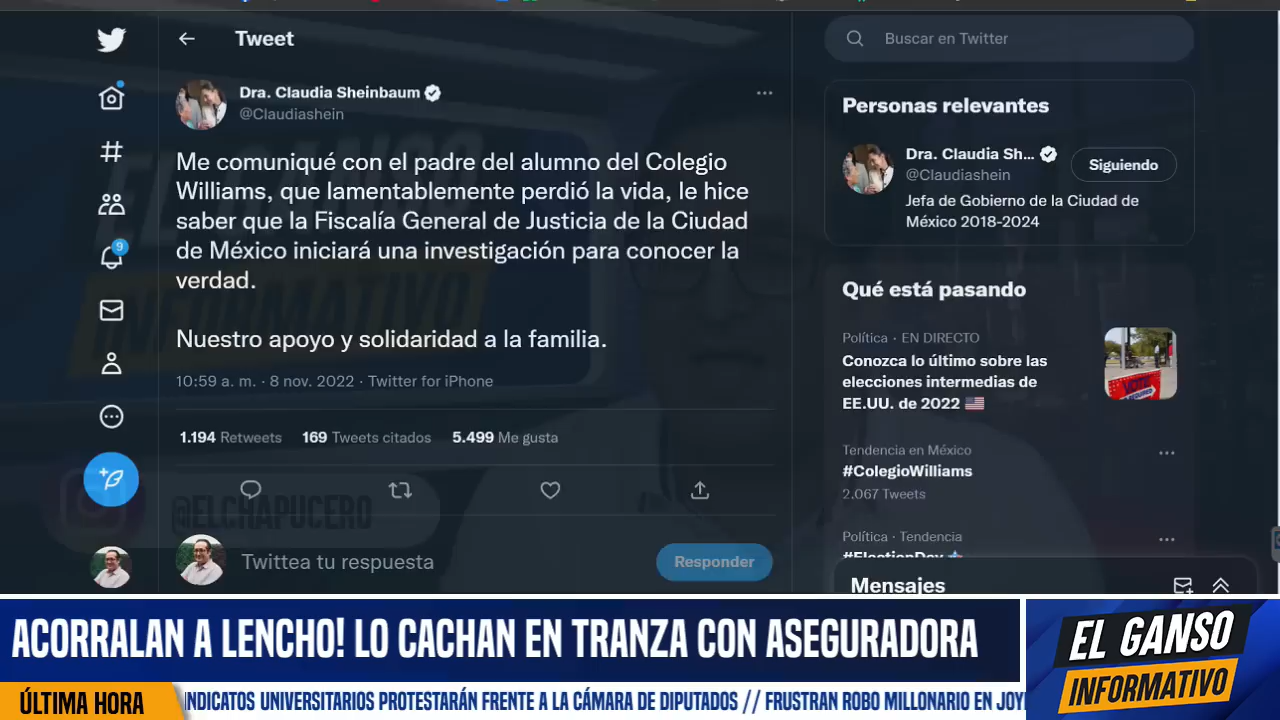 Tweet
Buscar en Twitter
Dra. Claudia Sheinbaum
@Claudiashein
Me comuniqué con el padre del alumno del Colegio
Williams, que lamentablemente perdió la vida, le hice
saber que la Fiscalía General de Justicia de la Ciudad
de México iniciará una investigación para conocer la
verdad.
Nuestro apoyo y solidaridad a la familia.
10:59 a. m. · 8 nov. 2022 · Twitter for iPhone
1.194 Retweets 169 Tweets citados 5.499 Me gusta
@ELCHAPUCERO
Twittea tu respuesta
Responder
9
Personas relevantes
Dra. Claudia Sh...
@Claudiashein
Siguiendo
Jefa de Gobierno de la Ciudad de
México 2018-2024
Qué está pasando
Política · EN DIRECTO
Conozca lo último sobre las
elecciones intermedias de
EE.UU. de 2022
VOTE
Tendencia en México
#ColegioWilliams
2.067 Tweets
Política · Tendencia
#ElectionDay
Mensajes
EL GANSO
INFORMATIVO
ACORRALAN A LENCHO! LO CACHAN EN TRANZA CON ASEGURADORA
EL GANSO
INFORMATIVO
ÚLTIMA HORA
INDICATOS UNIVERSITARIOS PROTESTARÁN FRENTE A LA CÁMARA DE DIPUTADOS // FRUSTRAN ROBO MILLONARIO EN JOY